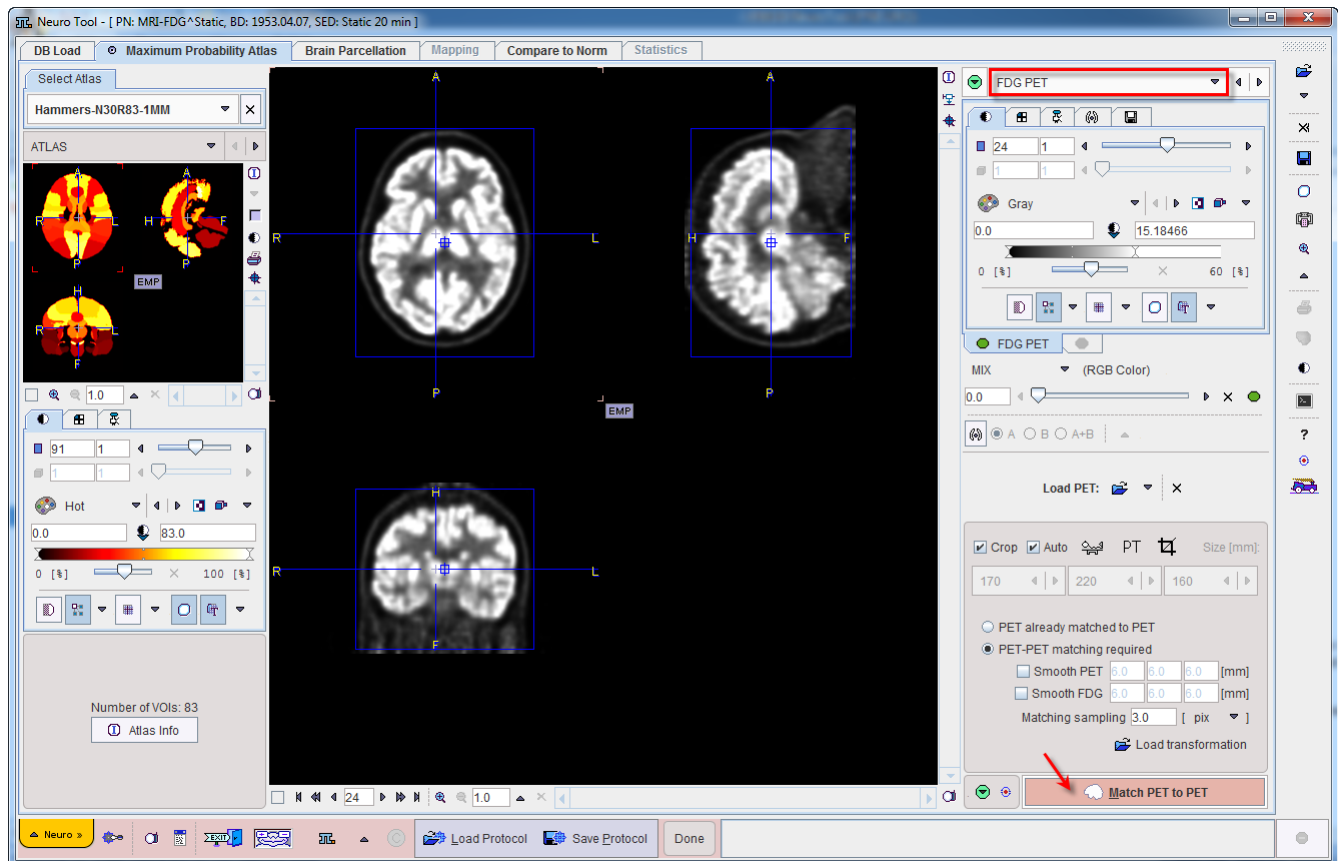 Neuro Tool - [ PN: MRI-FDG^Static, BD: 1953.04.07, SED: Static 20 min ]
DB Load Maximum Probability Atlas Brain Parcellation Mapping Compare to Norm Statistics
Select Atlas
Hammers-N30R83-1MM
ATLAS
A A
R L H F
P P
EMP
H
R L
F
1.0
91 1
1 1
Hot
0.0 83.0
0 [%] 100 [%]
Number of VOIs: 83
Atlas Info
A A
R L H F
P P
EMP
H
R L
F
24 1.0
FDG PET
24 1
1 1
Gray
0.0 15.18466
0 [%] 60 [%]
FDG PET
MIX (RGB Color)
0.0
A B A+B
Load PET:
Crop Auto PT Size [mm]:
170 220 160
PET already matched to PET
PET-PET matching required
Smooth PET 6.0 6.0 6.0 [mm]
Smooth FDG 6.0 6.0 6.0 [mm]
Matching sampling 3.0 [ pix ]
Load transformation
Match PET to PET
Neuro » EXIT Load Protocol Save Protocol Done